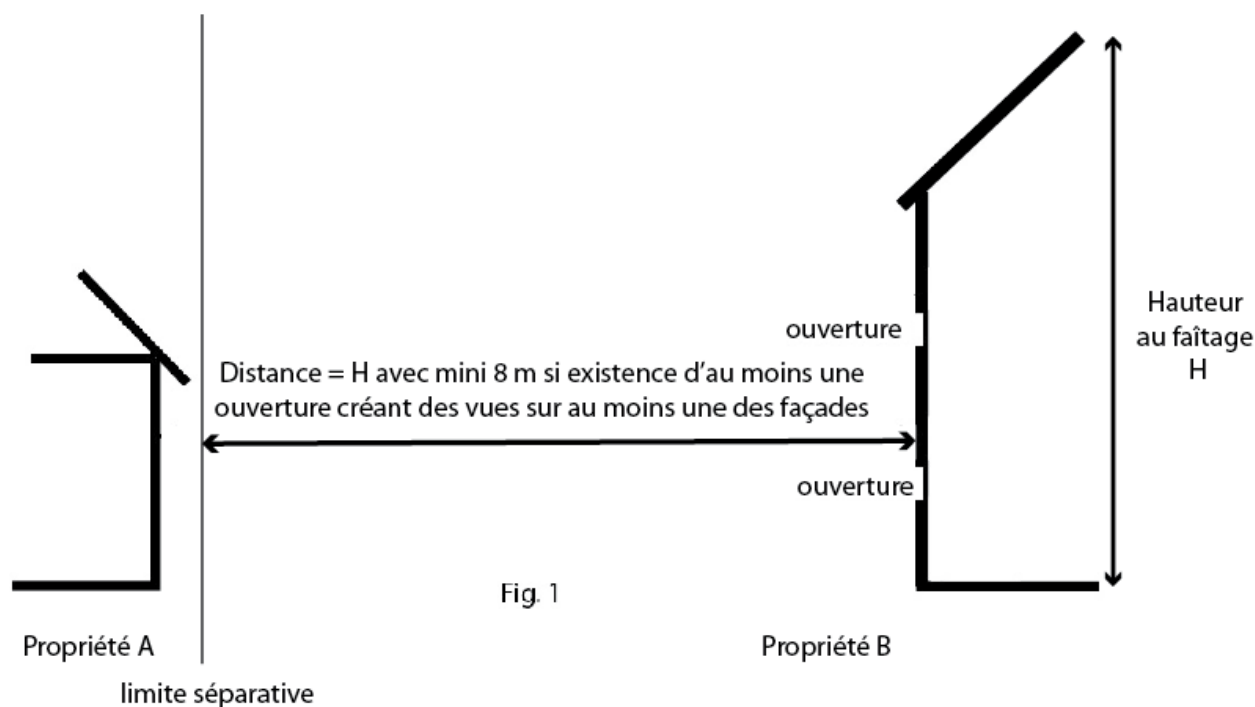 ouverture
Hauteur
au faîtage
H
Distance = H avec mini 8 m si existence d'au moins une
ouverture créant des vues sur au moins une des façades
ouverture
Fig. 1
Propriété A
Propriété B
limite séparative